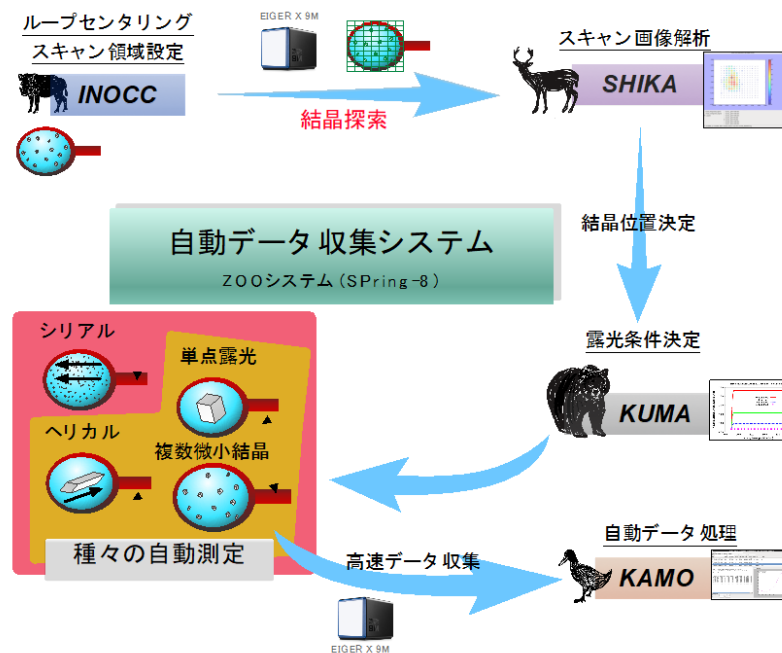 ループセンタリング
スキャン領域設定
INOCC
EIGER X 9M
結晶探索
スキャン画像解析
SHIKA
結晶位置決定
自動データ収集システム
ZOOシステム(SPring-8)
露光条件決定
KUMA
シリアル
単点露光
ヘリカル
複数微小結晶
種々の自動測定
高速データ収集
EIGER X 9M
自動データ処理
KAMO